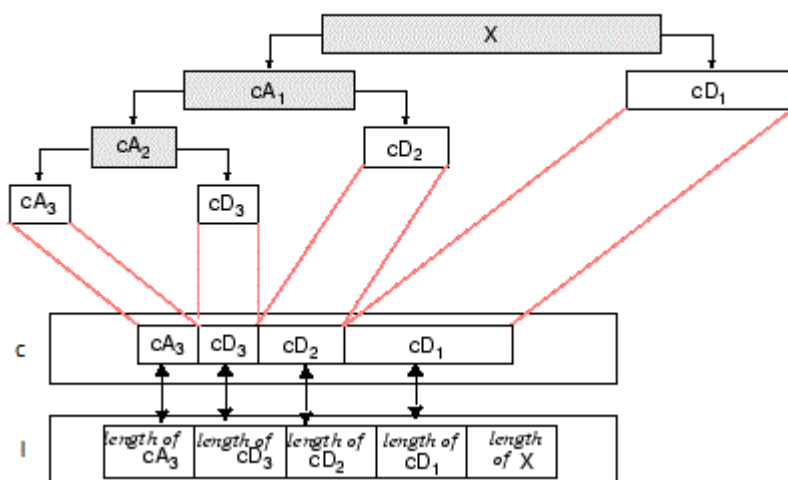 X
cA₁
cD₁
cA₂
cD₂
cA₃
cD₃
c
cA₃ cD₃ cD₂ cD₁
l
length of cA₃
length of cD₃
length of cD₂
length of cD₁
length of X